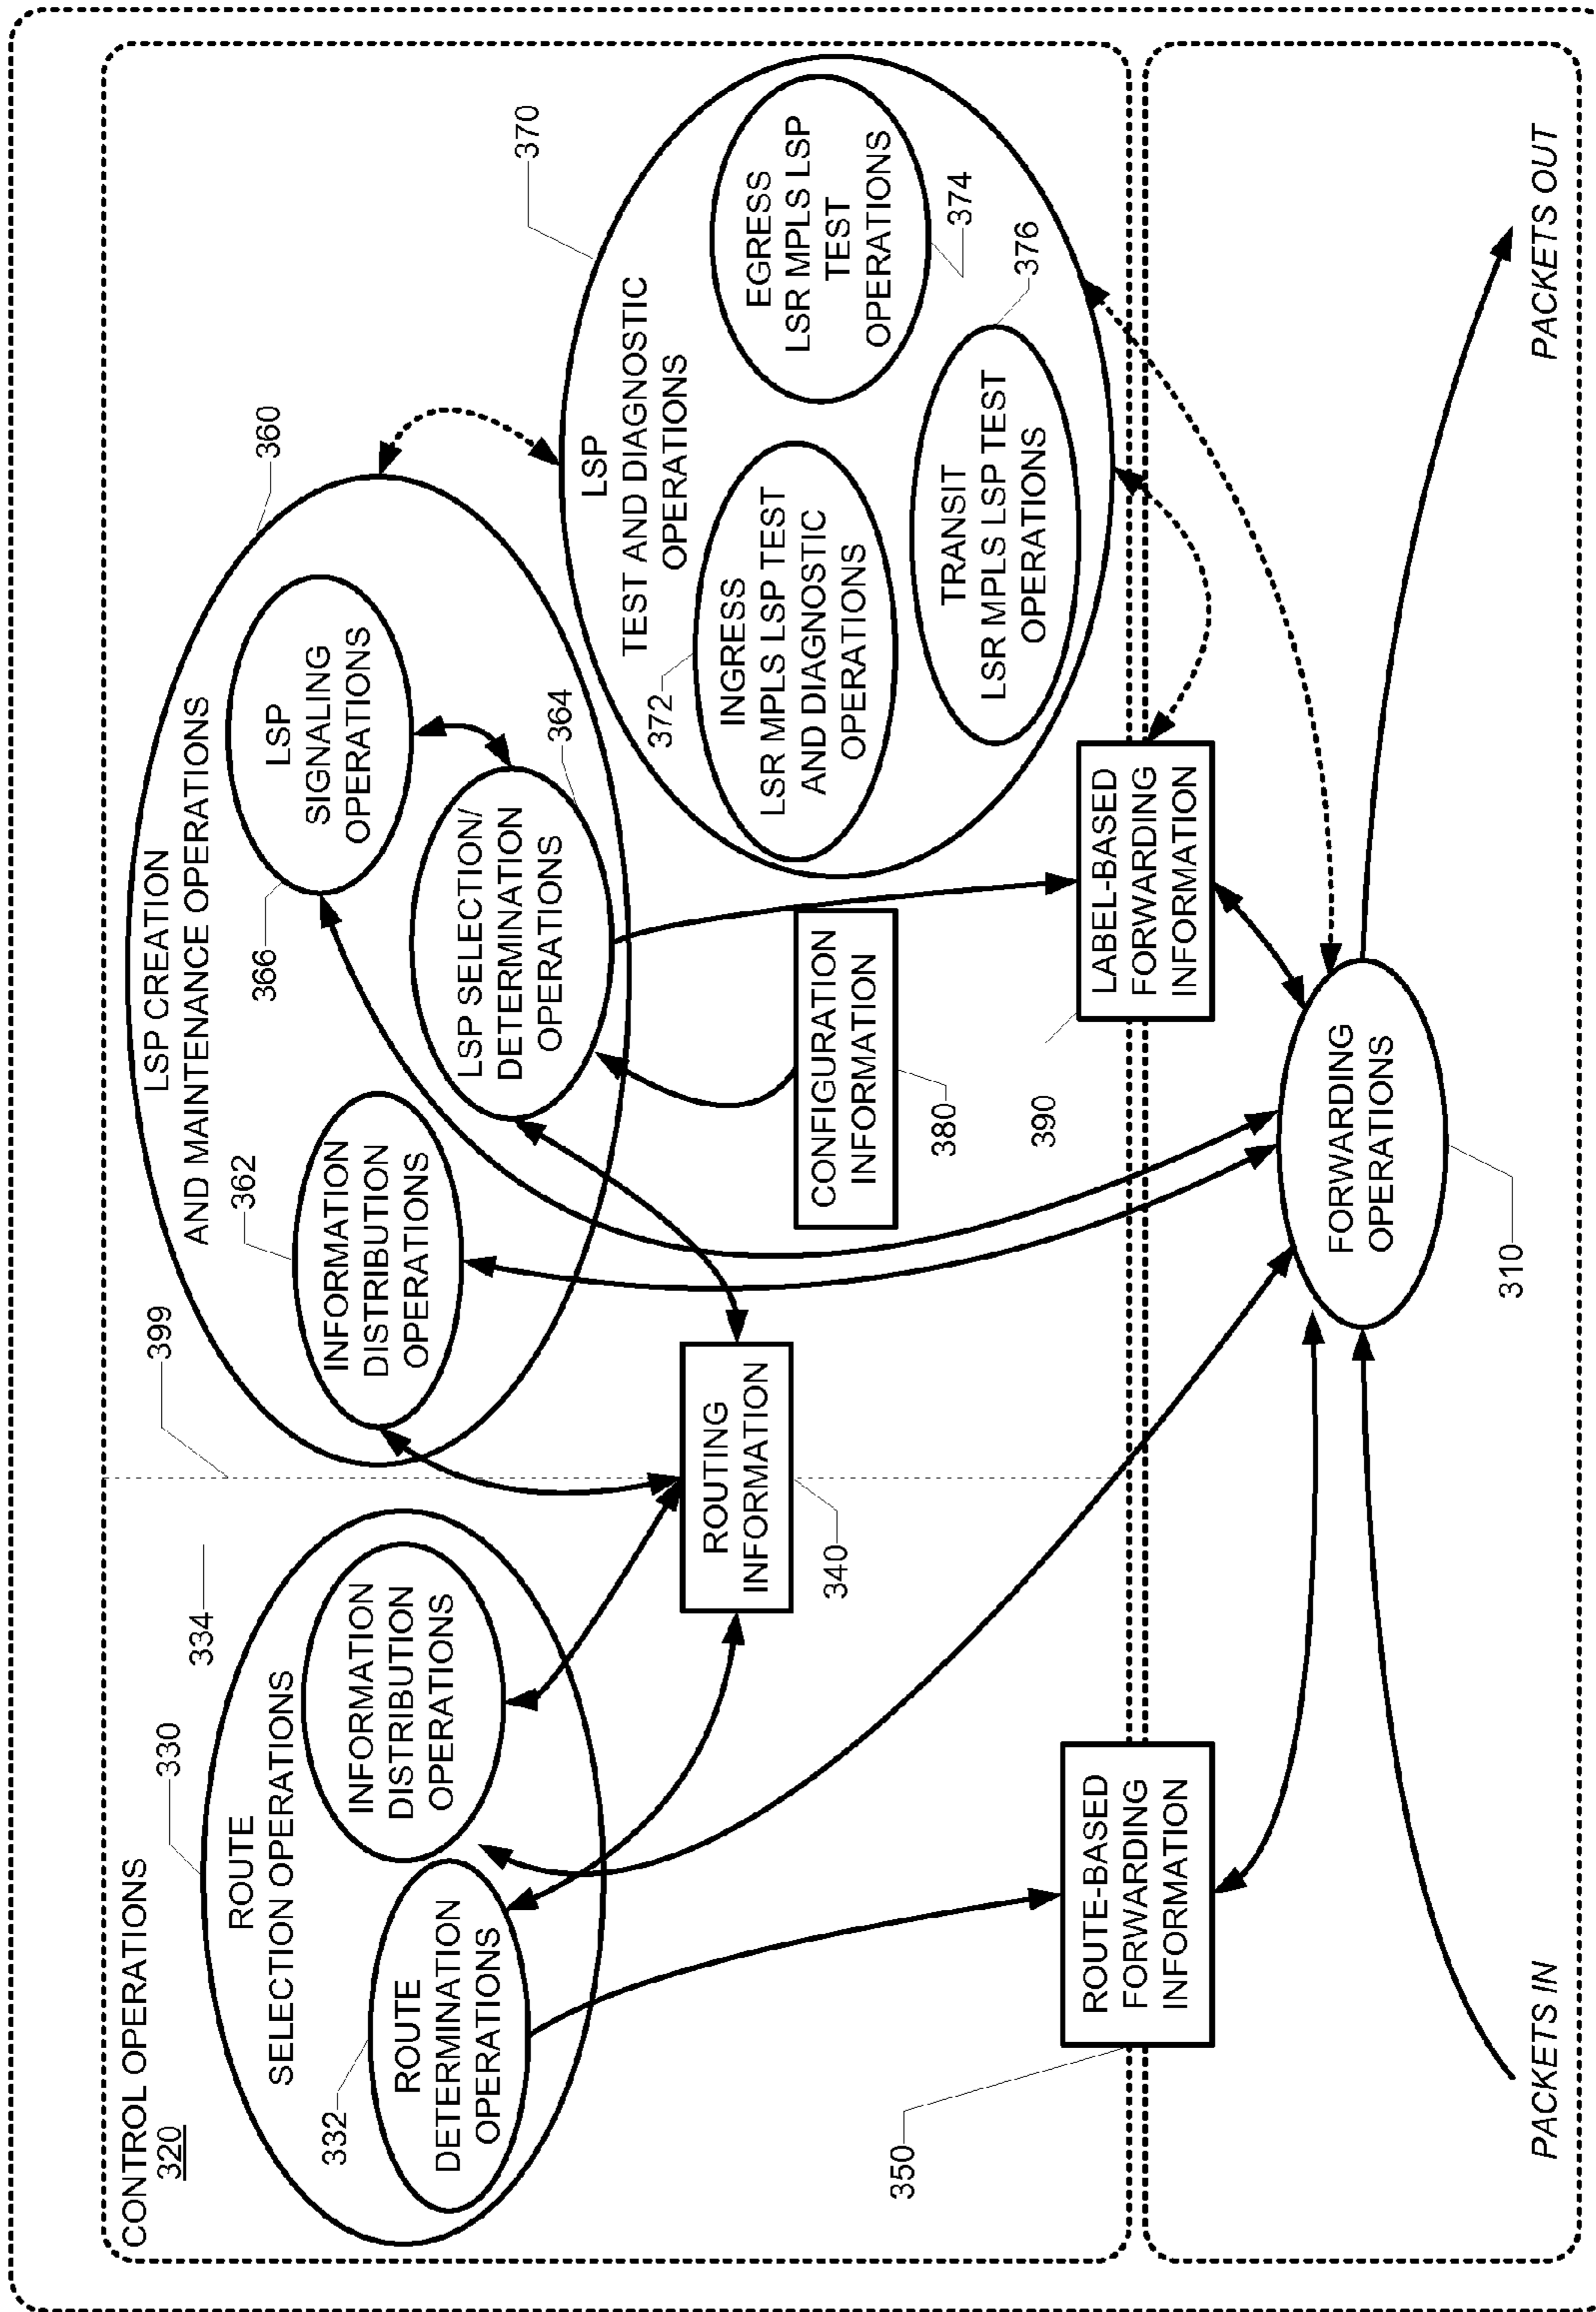 CONTROL OPERATIONS
320
330
334
ROUTE
SELECTION OPERATIONS
332
ROUTE
DETERMINATION
OPERATIONS
INFORMATION
DISTRIBUTION
OPERATIONS
399
LSP CREATION
AND MAINTENANCE OPERATIONS
360
362
INFORMATION
DISTRIBUTION
OPERATIONS
366
LSP
SIGNALING
OPERATIONS
364
LSP SELECTION/
DETERMINATION
OPERATIONS
370
LSP
TEST AND DIAGNOSTIC
OPERATIONS
372
INGRESS
LSR MPLS LSP TEST
AND DIAGNOSTIC
OPERATIONS
EGRESS
LSR MPLS LSP
TEST
OPERATIONS
374
TRANSIT
LSR MPLS LSP TEST
OPERATIONS
376
ROUTING
INFORMATION
340
CONFIGURATION
INFORMATION
380
390
350
ROUTE-BASED
FORWARDING
INFORMATION
LABEL-BASED
FORWARDING
INFORMATION
FORWARDING
OPERATIONS
310
PACKETS IN
PACKETS OUT